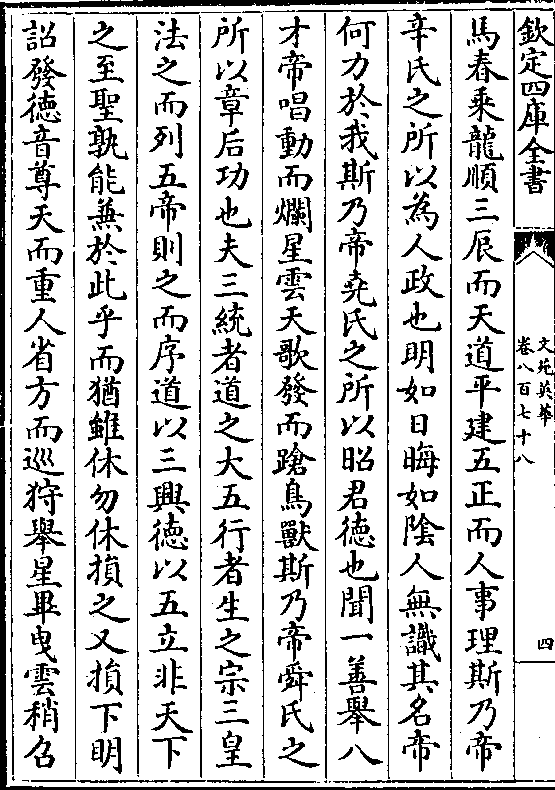 欽定四庫全書
文苑英華
卷八百七十八
四
馬春乘龍順三辰而天道平建五正而人事理斯乃帝
辛氏之所以為人政也明如日晦如陰人無識其名帝
何力於我斯乃帝堯氏之所以昭君德也聞一善舉八
才帝唱動而爛星雲天歌發而蹌鳥獸斯乃帝舜氏之
所以章后功也夫三統者道之大五行者生之宗三皇
法之而列五帝則之而序道以三興徳以五立非天下
之至聖孰能兼於此乎而猶雖休勿休損之又損下明
詔發徳音尊天而重人省方而巡狩舉星畢曳雲稍召